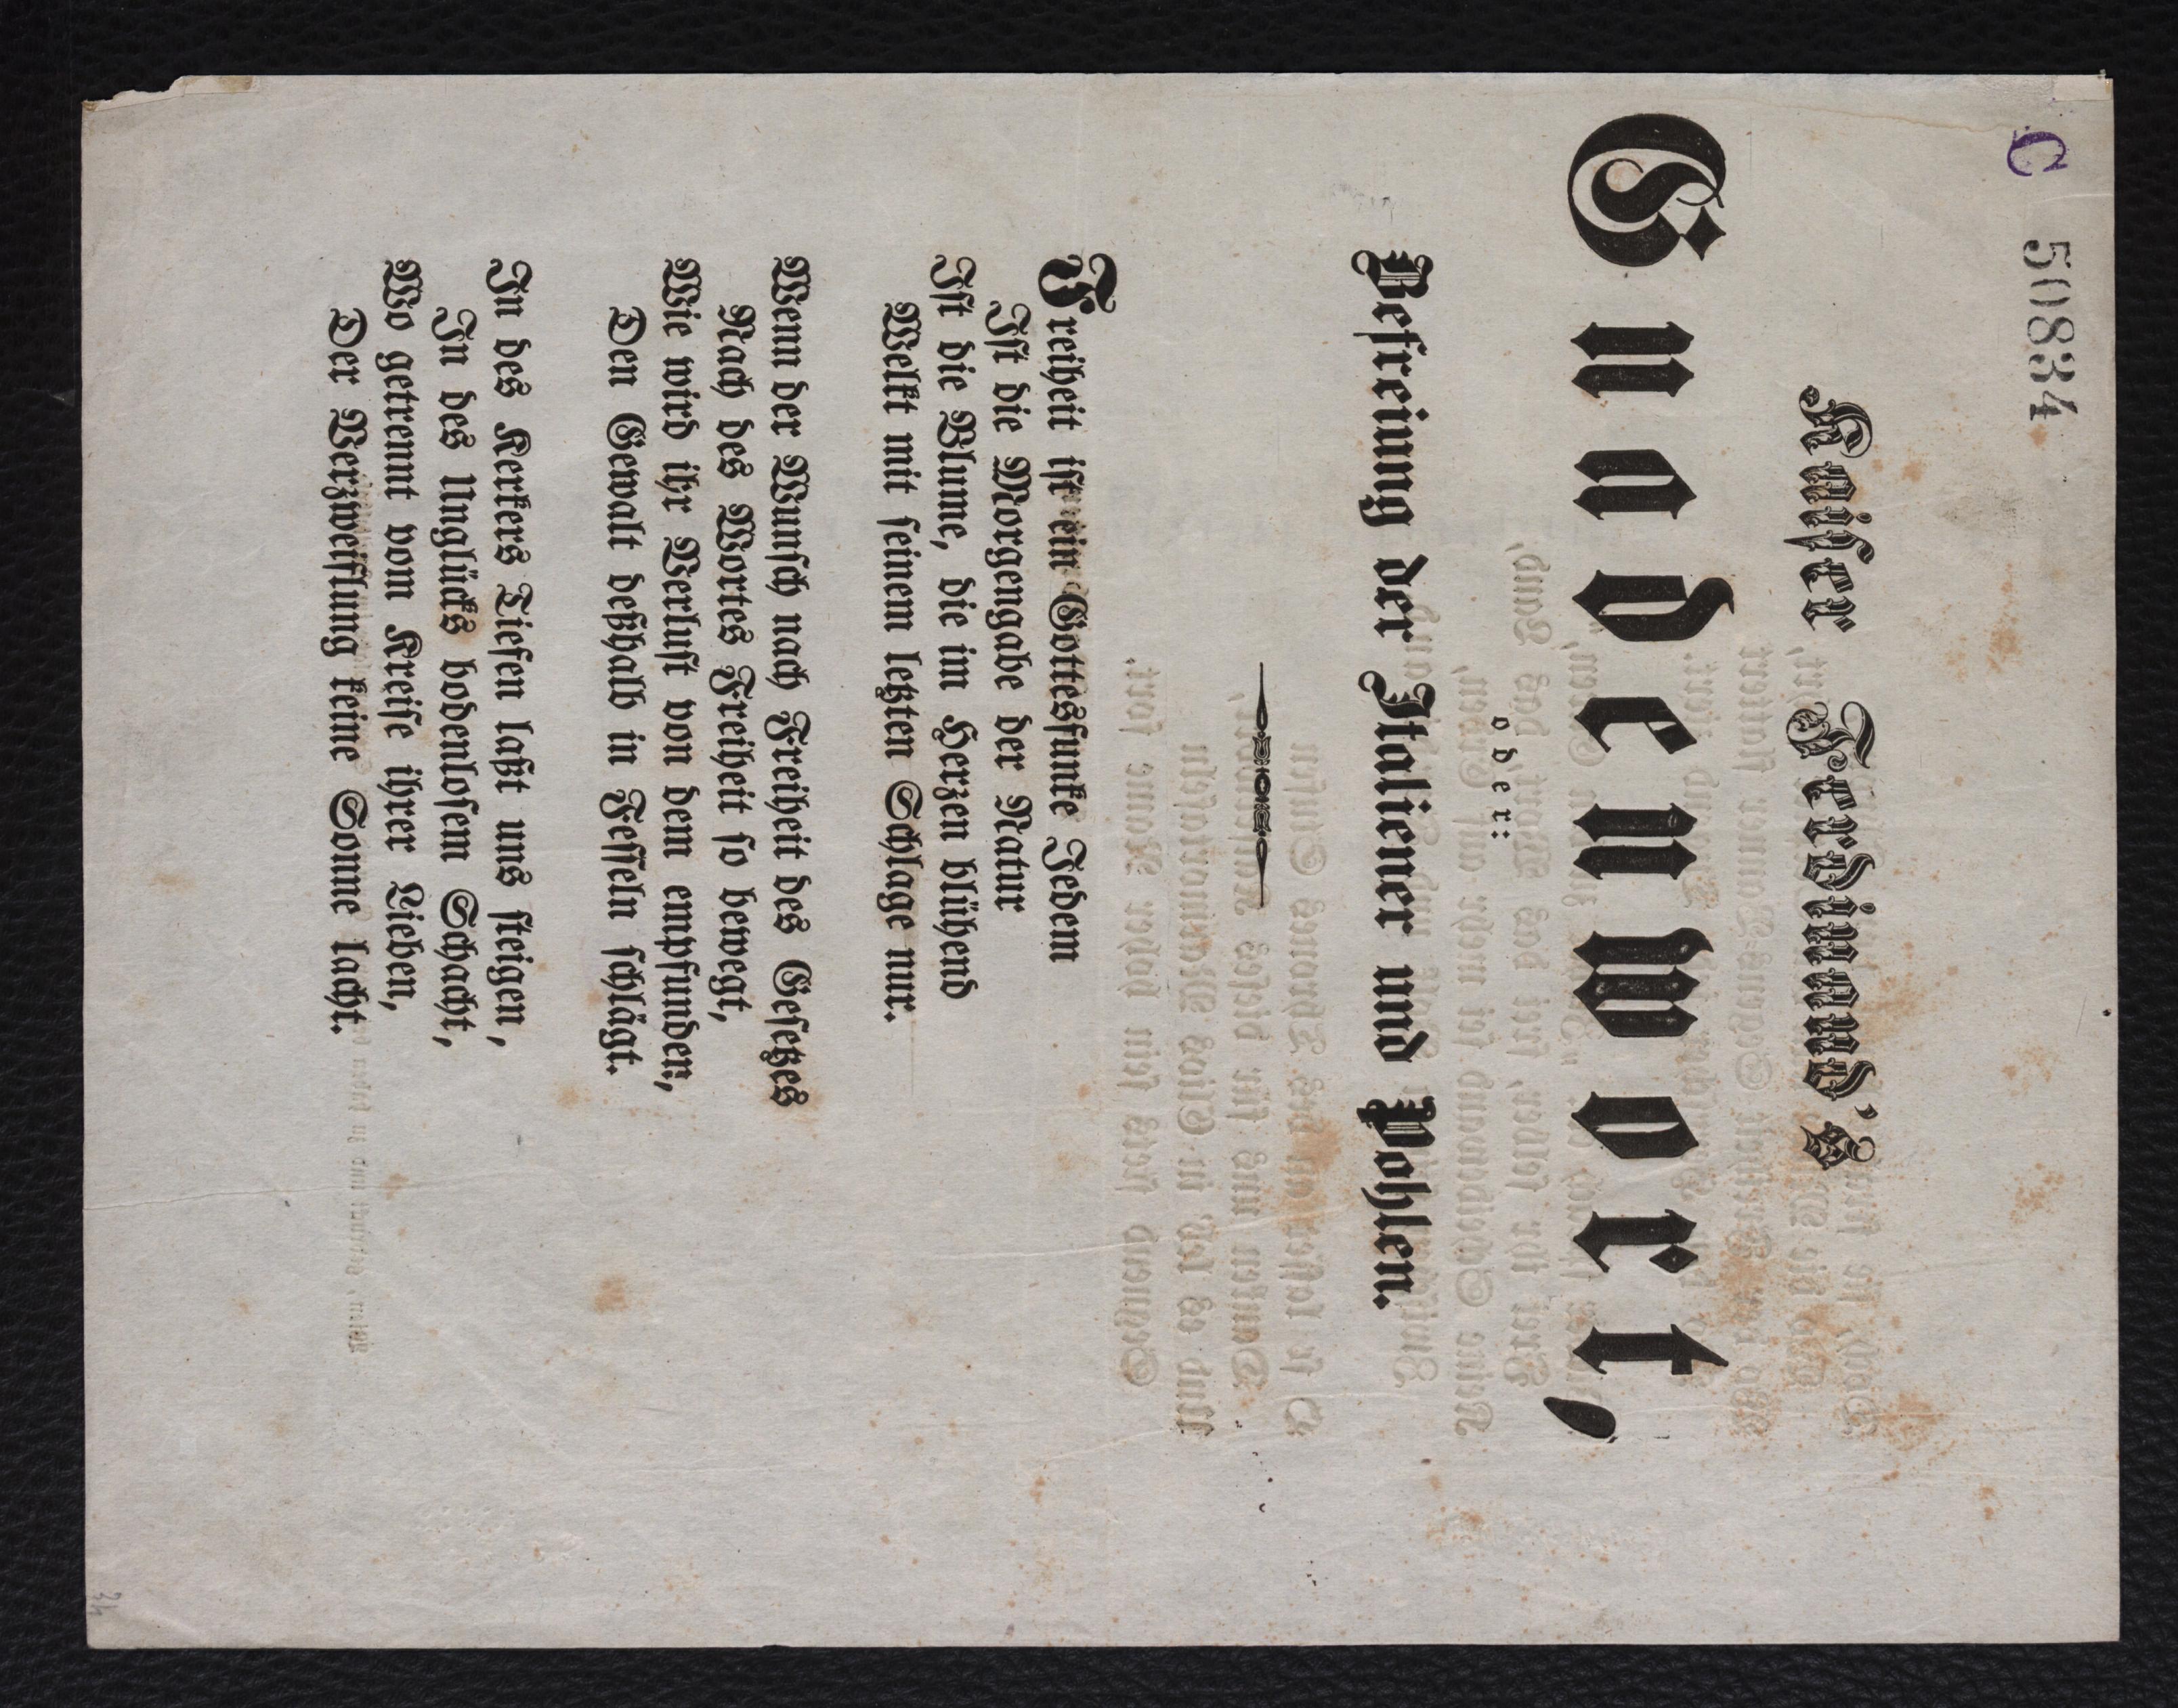 C 50834
Kaiser Ferdinand's
Gnadenwort,
oder:
Befreiung der Italiener und Pohlen.
Freiheit ist ein Gottesfunke Jedem
Ist die Morgengabe der Natur
Ist die Blume, die im Herzen blühend
Welkt mit seinem letzten Schlage nur.
Wenn der Wunsch nach Freiheit des Gesetzes
Nach des Wortes Freiheit so bewegt,
Wie wird ihr Verlust von dem empfunden,
Den Gewalt deßhalb in Fesseln schlägt.
In des Kerkers Tiefen laßt uns steigen,
In des Unglücks bodenlosem Schacht,
Wo getrennt vom Kreise ihrer Lieben,
Der Verzweiflung keine Sonne lacht.